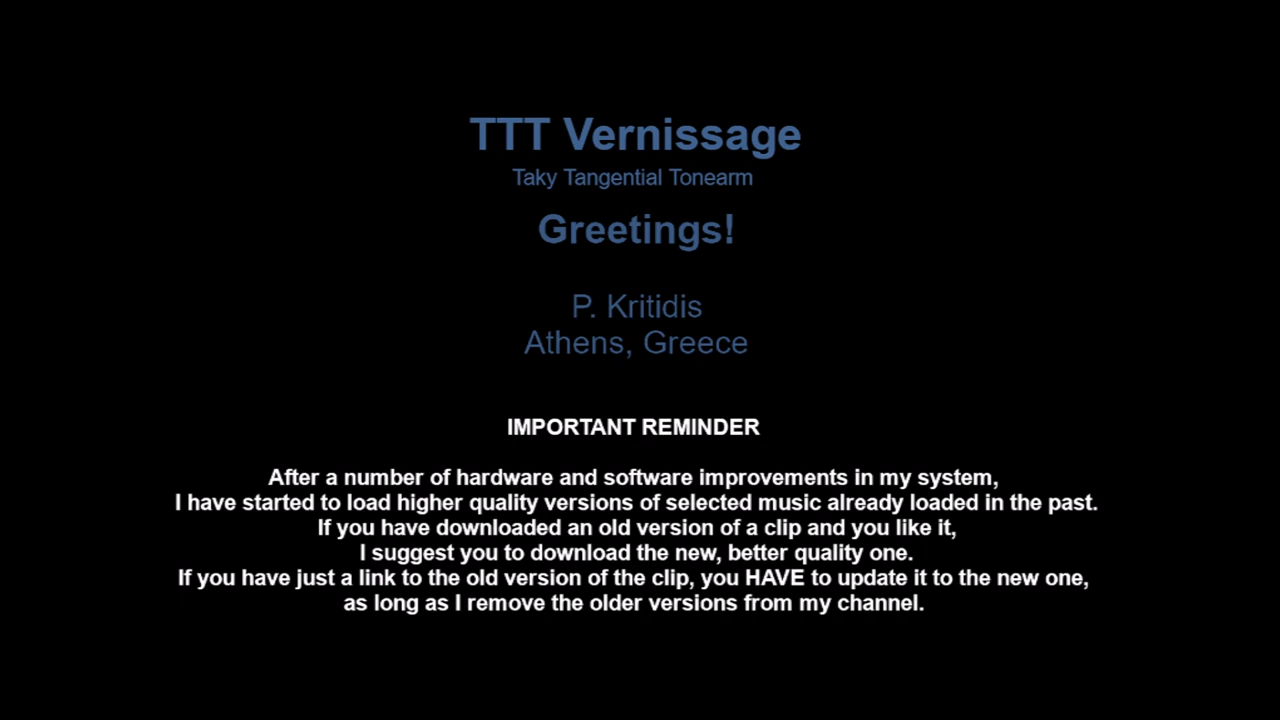 TTT Vernissage
Taky Tangential Tonearm
Greetings!
P. Kritidis
Athens, Greece
IMPORTANT REMINDER
After a number of hardware and software improvements in my system,
I have started to load higher quality versions of selected music already loaded in the past.
If you have downloaded an old version of a clip and you like it,
I suggest you to download the new, better quality one.
If you have just a link to the old version of the clip, you HAVE to update it to the new one,
as long as I remove the older versions from my channel.